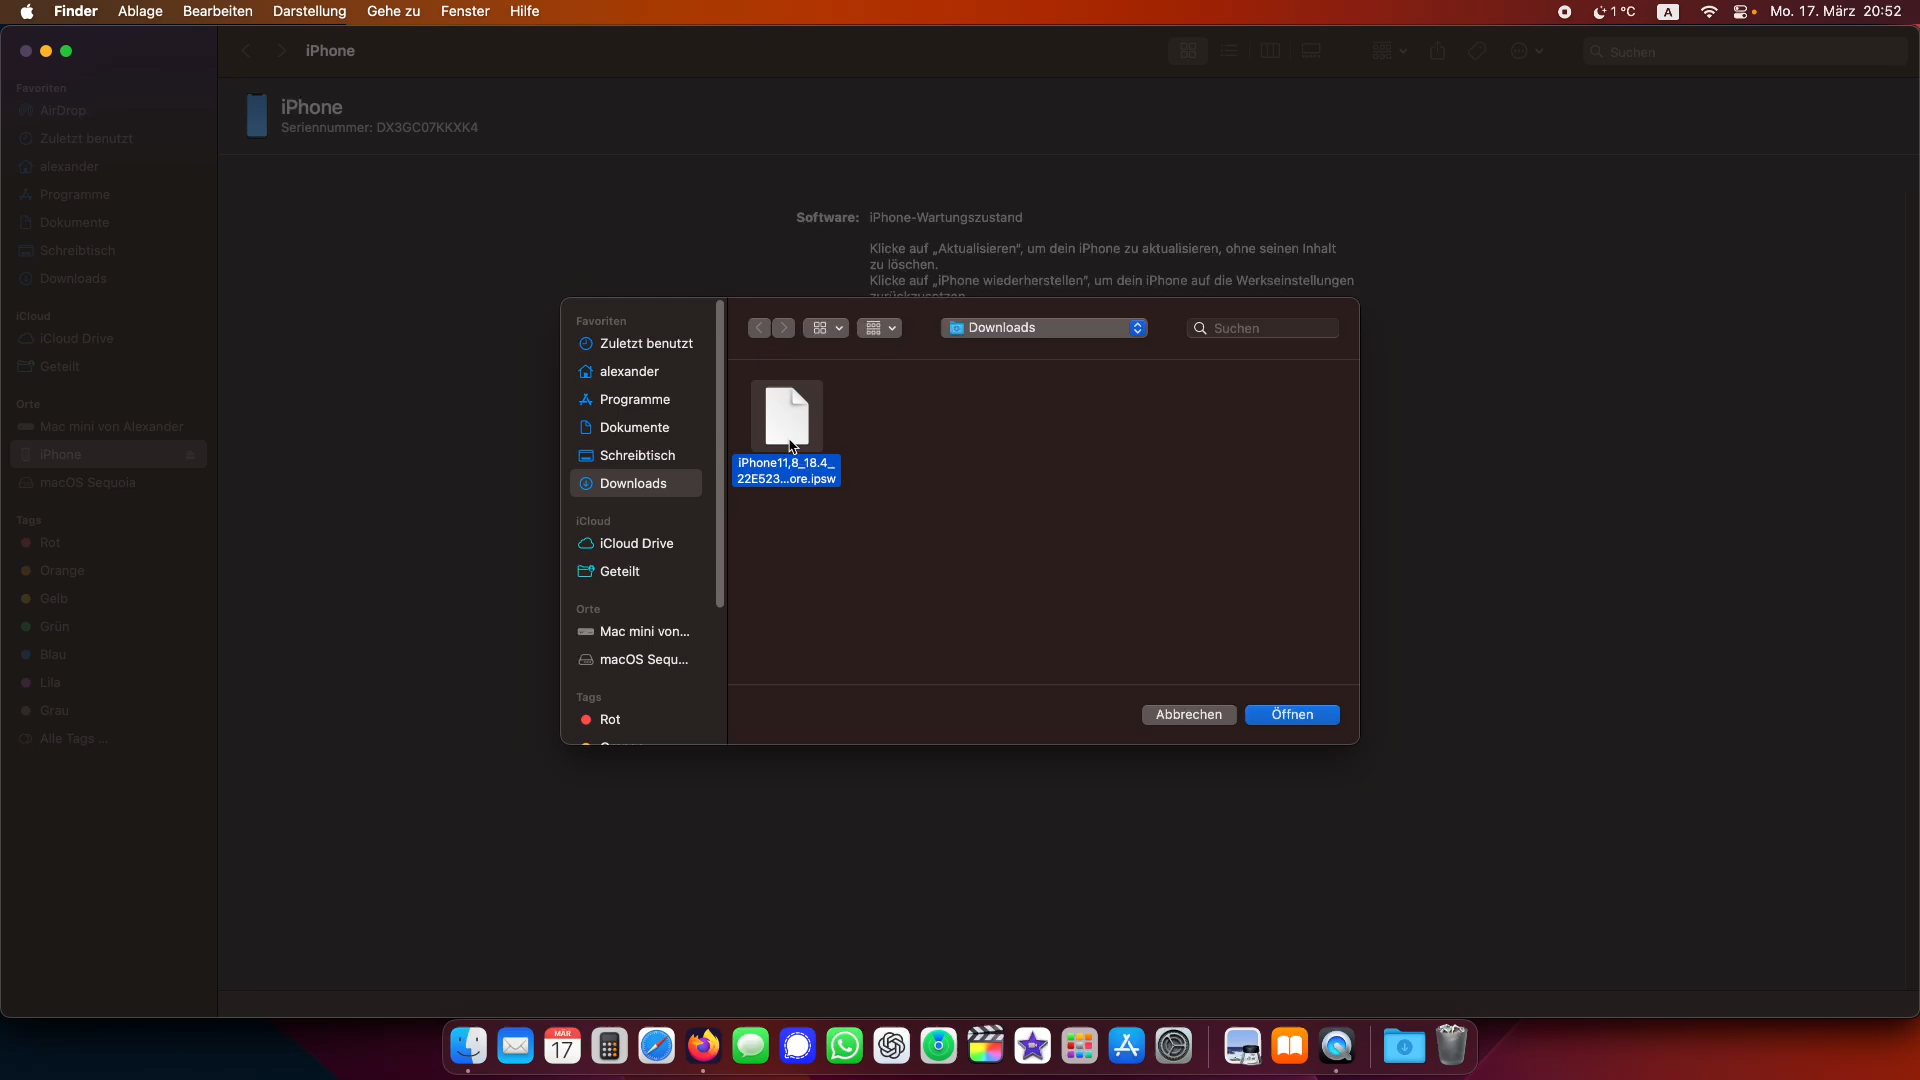 Finder Ablage Bearbeiten Darstellung Gehe zu Fenster Hilfe
1 °C A Mo. 17. März 20:52
iPhone
Suchen
Favoriten
AirDrop
Zuletzt benutzt
alexander
Programme
Dokumente
Schreibtisch
Downloads
iCloud
iCloud Drive
Geteilt
Orte
Mac mini von Alexander
iPhone
macOS Sequoia
Tags
Rot
Orange
Gelb
Grün
Blau
Lila
Grau
Alle Tags ...
iPhone
Seriennummer: DX3GC07KKXK4
Software: iPhone-Wartungszustand
Klicke auf „Aktualisieren“, um dein iPhone zu aktualisieren, ohne seinen Inhalt
zu löschen.
Klicke auf „iPhone wiederherstellen“, um dein iPhone auf die Werkseinstellungen
Favoriten
Zuletzt benutzt
alexander
Programme
Dokumente
Schreibtisch
Downloads
iCloud
iCloud Drive
Geteilt
Orte
Mac mini von...
macOS Sequ...
Tags
Rot
Downloads
Suchen
iPhone11,8_18.4_
22E523...ore.ipsw
Abbrechen Öffnen
MÄR
17